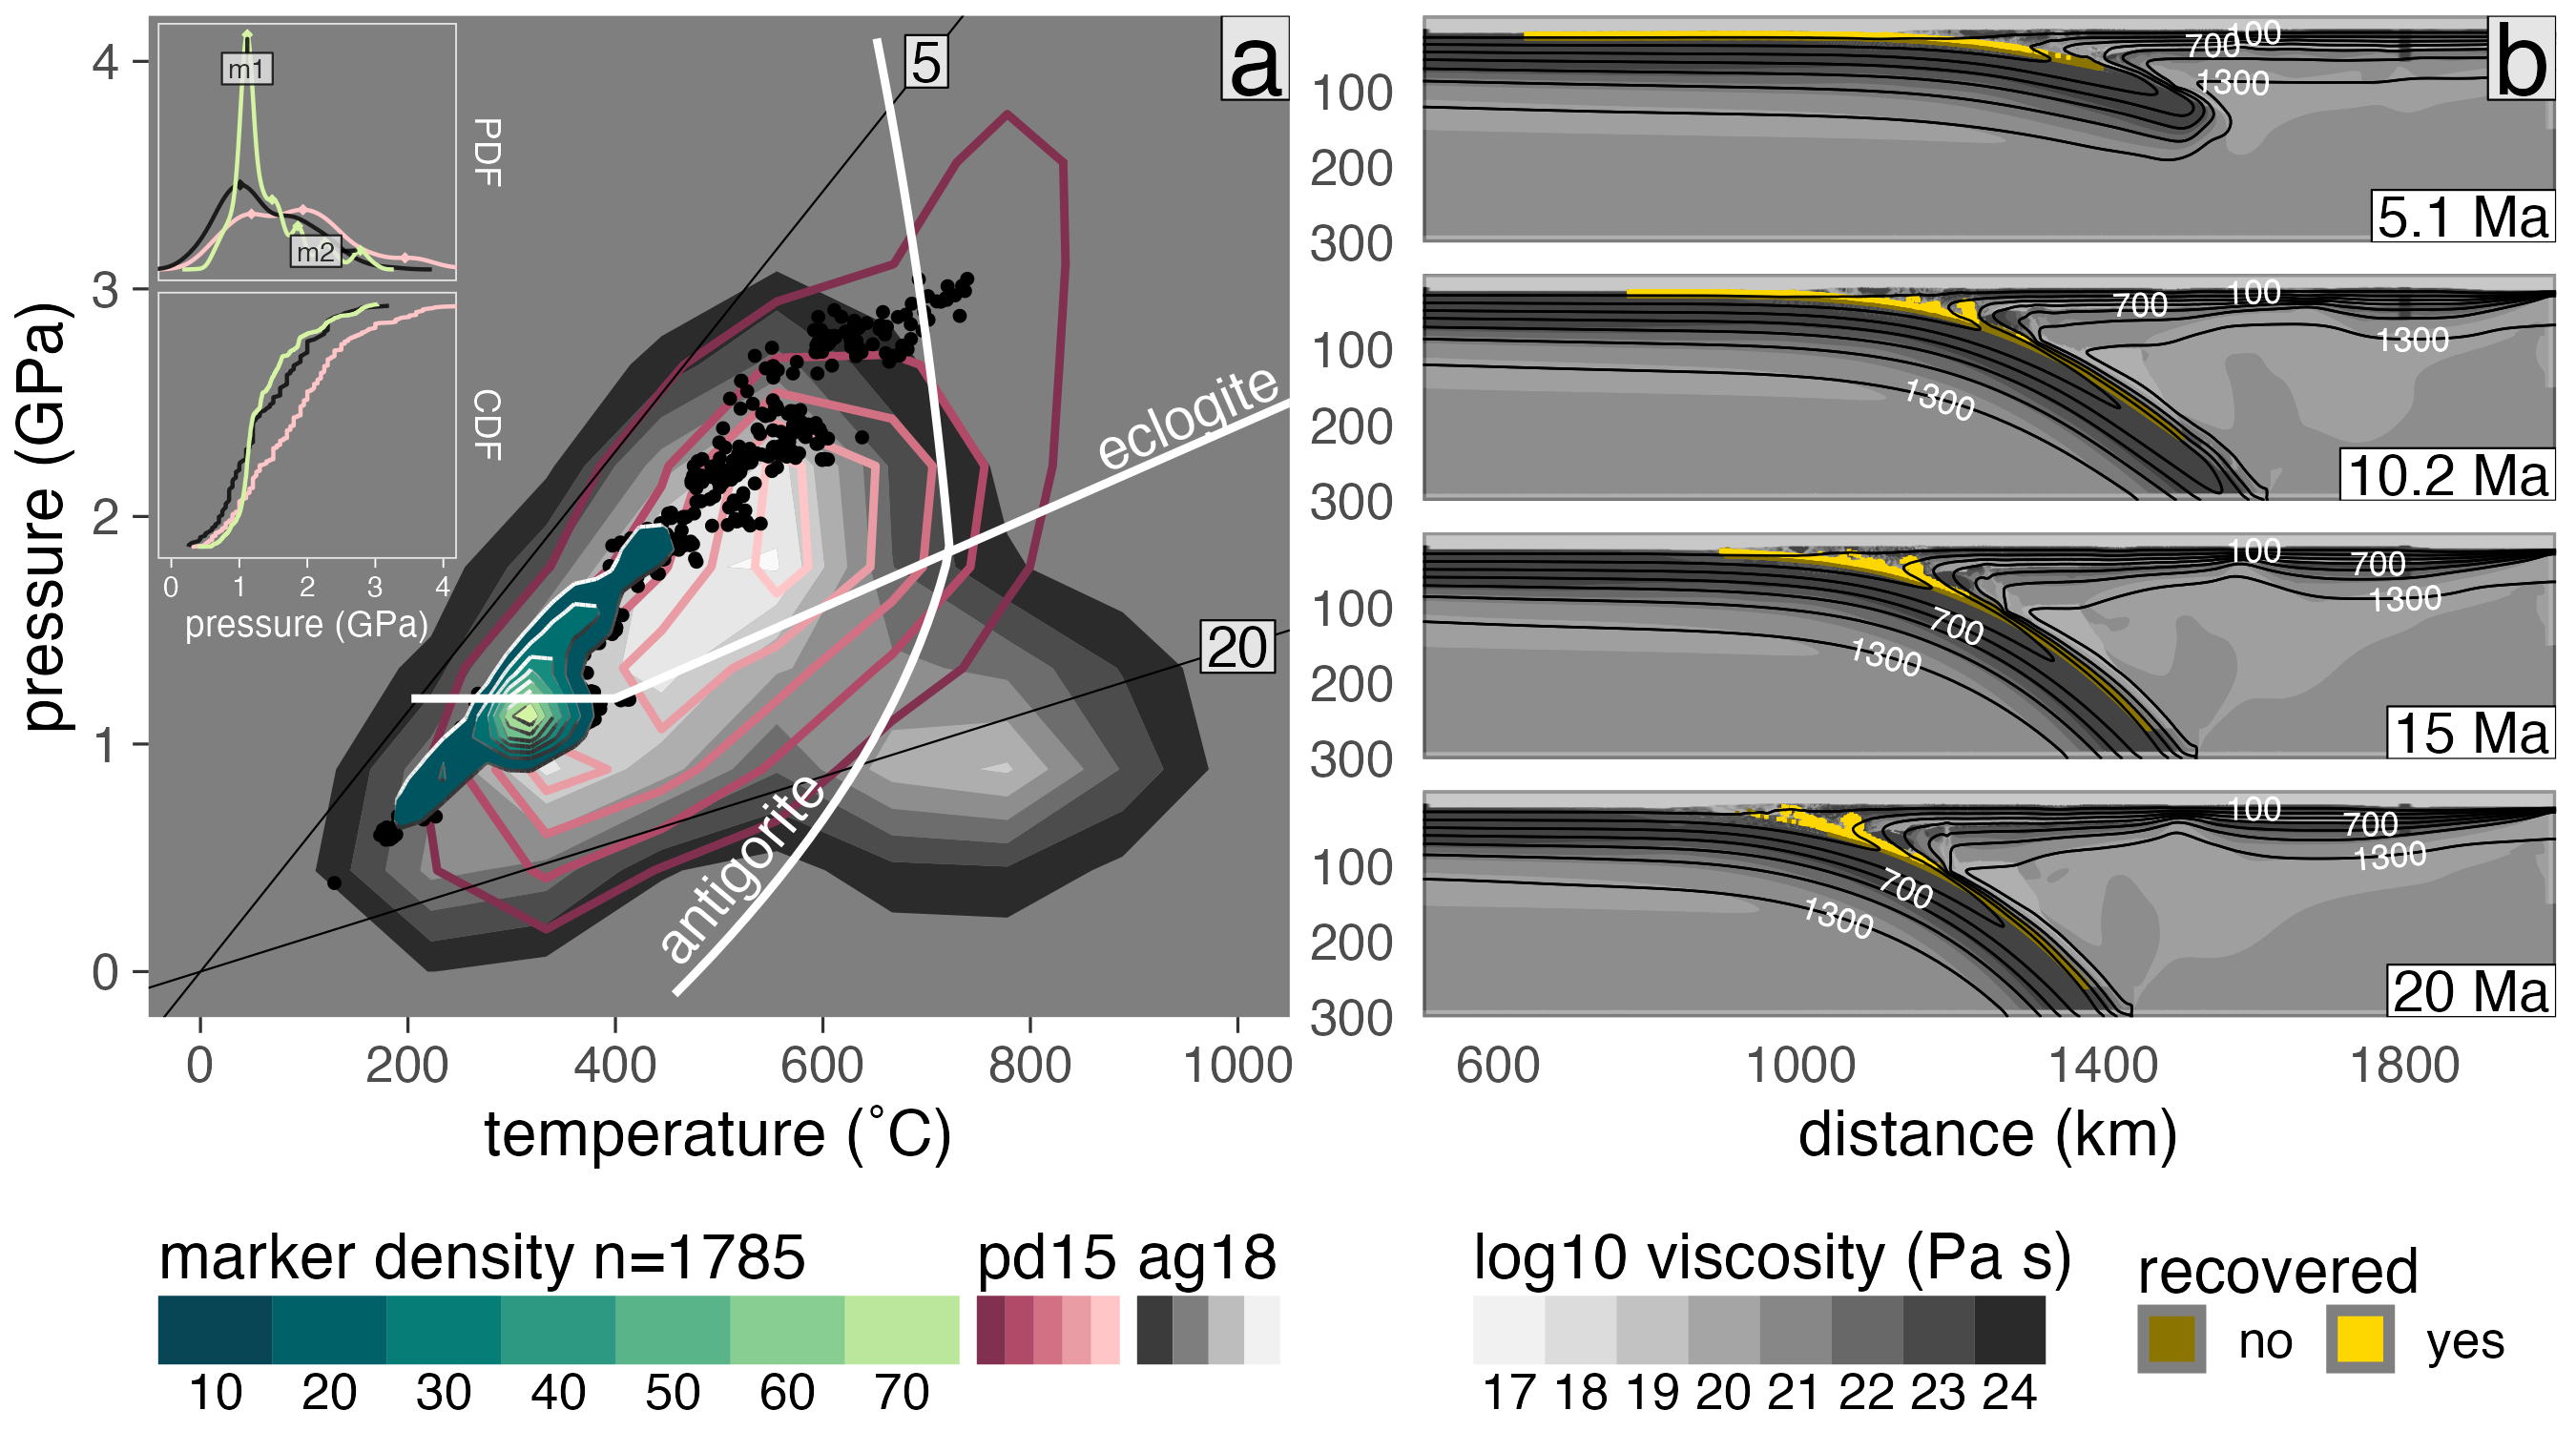 a
4
3
2
1
0
pressure (GPa)
0
200
400
600
800
1000
temperature (°C)
5
20
eclogite
antigorite
m1
m2
PDF
CDF
0 1 2 3 4
pressure (GPa)
b
100
200
300
700
100
1300
5.1 Ma
100
200
300
700
100
1300
1300
10.2 Ma
100
200
300
100
700
1300
700
1300
15 Ma
100
200
300
100
700
1300
700
1300
20 Ma
600
1000
1400
1800
distance (km)
marker density n=1785
10 20 30 40 50 60 70
pd15 ag18
log10 viscosity (Pa s)
17 18 19 20 21 22 23 24
recovered
no yes